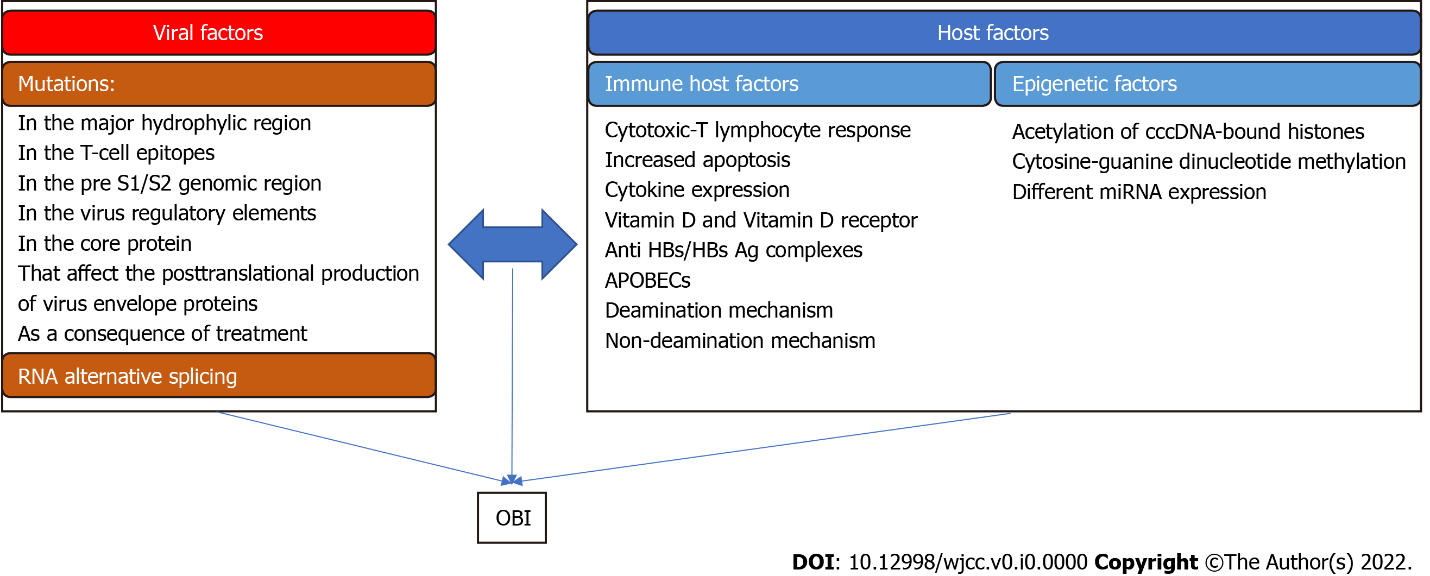 Viral factors
Mutations:
In the major hydrophylic region
In the T-cell epitopes
In the pre S1/S2 genomic region
In the virus regulatory elements
In the core protein
That affect the posttranslational production
of virus envelope proteins
As a consequence of treatment
RNA alternative splicing
Host factors
Immune host factors
Cytotoxic-T lymphocyte response
Increased apoptosis
Cytokine expression
Vitamin D and Vitamin D receptor
Anti HBs/HBs Ag complexes
APOBECs
Deamination mechanism
Non-deamination mechanism
Epigenetic factors
Acetylation of cccDNA-bound histones
Cytosine-guanine dinucleotide methylation
Different miRNA expression
OBI
DOI: 10.12998/wjcc.v0.i0.0000 Copyright ©The Author(s) 2022.